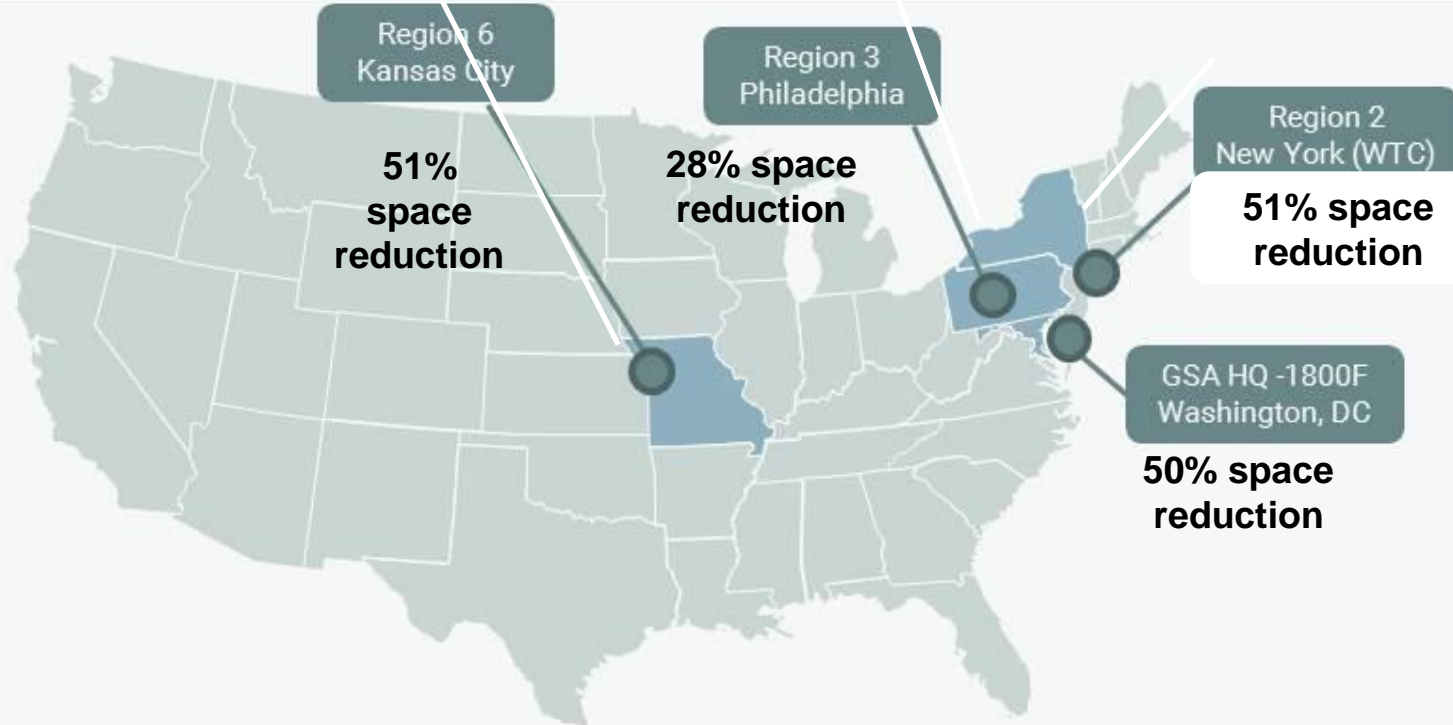 Region 6
Kansas City
51%
space
reduction
Region 3
Philadelphia
28% space
reduction
Region 2
New York (WTC)
51% space
reduction
GSA HQ -1800F
Washington, DC
50% space
reduction